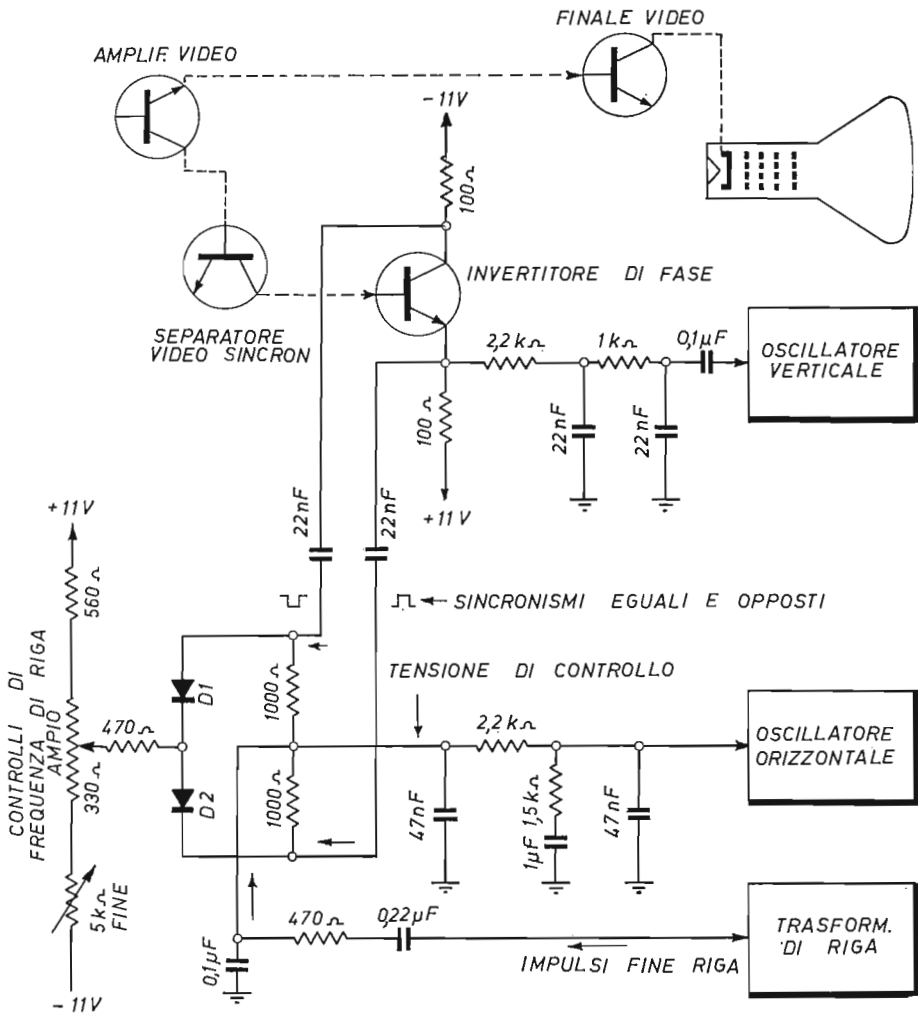 FINALE VIDEO
AMPLIF. VIDEO
-11V
100Ω
INVERTITORE DI FASE
SEPARATORE
VIDEO SINCRON
2,2kΩ
1kΩ
0,1µF
OSCILLATORE
VERTICALE
100Ω
22nF
22nF
+11V
22nF
22nF
+11V
560Ω
SINCRONISMI EGUALI E OPPOSTI
CONTROLLI DI
FREQUENZA DI RIGA
AMPIO
330Ω
470Ω
D1
D2
1000Ω
1000Ω
TENSIONE DI CONTROLLO
2,2kΩ
OSCILLATORE
ORIZZONTALE
47nF
1,5kΩ
1µF
47nF
5kΩ
FINE
-11V
0,1µF
470Ω
0,22µF
IMPULSI FINE RIGA
TRASFORM.
DI RIGA